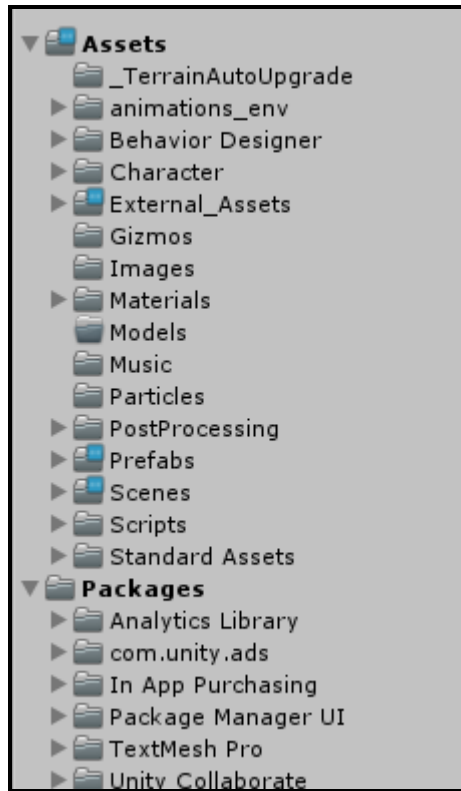 Assets
_TerrainAutoUpgrade
animations_env
Behavior Designer
Character
External_Assets
Gizmos
Images
Materials
Models
Music
Particles
PostProcessing
Prefabs
Scenes
Scripts
Standard Assets
Packages
Analytics Library
com.unity.ads
In App Purchasing
Package Manager UI
TextMesh Pro
Unity Collaborate